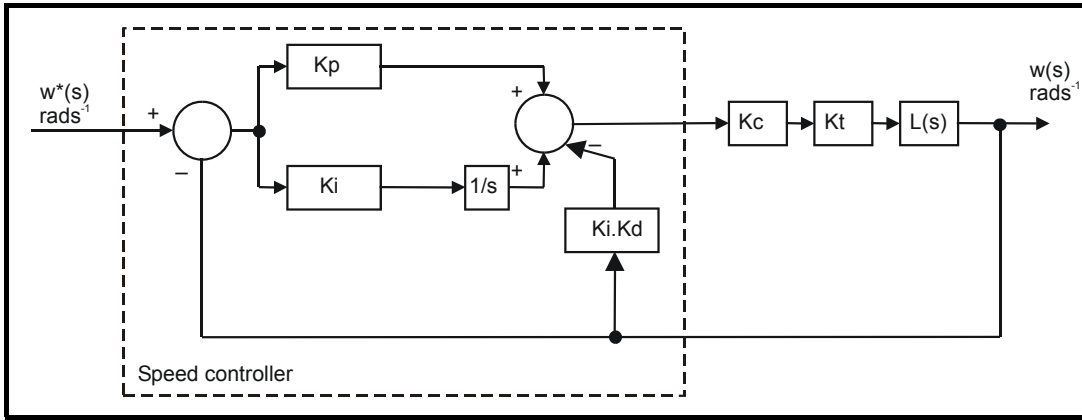 w*(s)
rads⁻¹
+
−
Kp
Ki
1/s
+
+
−
Ki.Kd
Kc
Kt
L(s)
w(s)
rads⁻¹
Speed controller